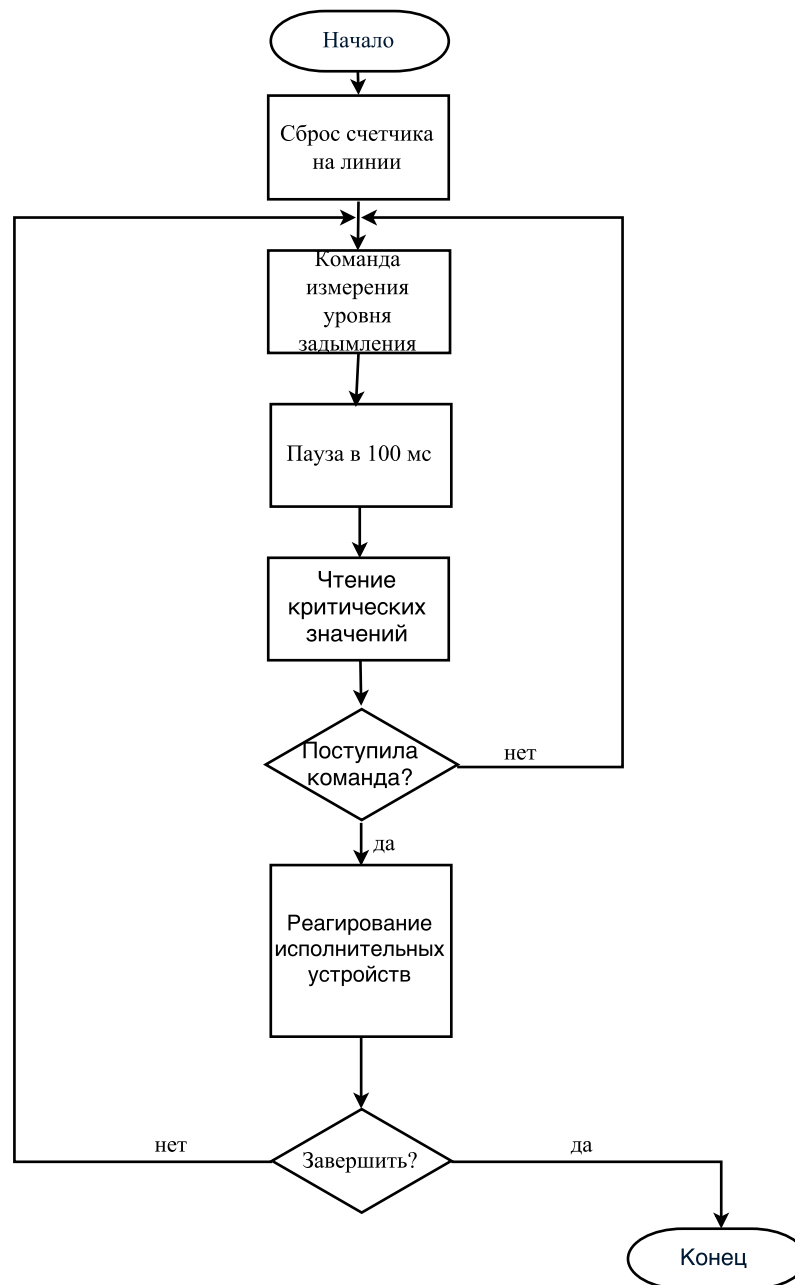 Начало
Сброс счетчика
на линии
Команда
измерения
уровня
задымления
Пауза в 100 мс
Чтение
критических
значений
Поступила
команда?
нет
да
Реагирование
исполнительных
устройств
нет
Завершить?
да
Конец